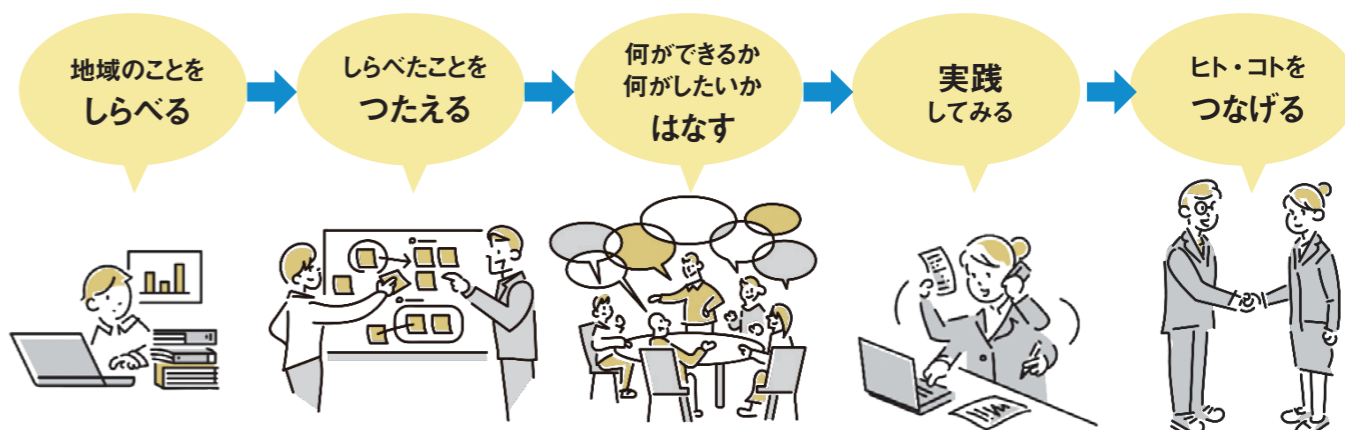 地域のことを
しらべる
しらべたことを
つたえる
何ができるか
何がしたいか
はなす
実践
してみる
ヒト・コトを
つなげる